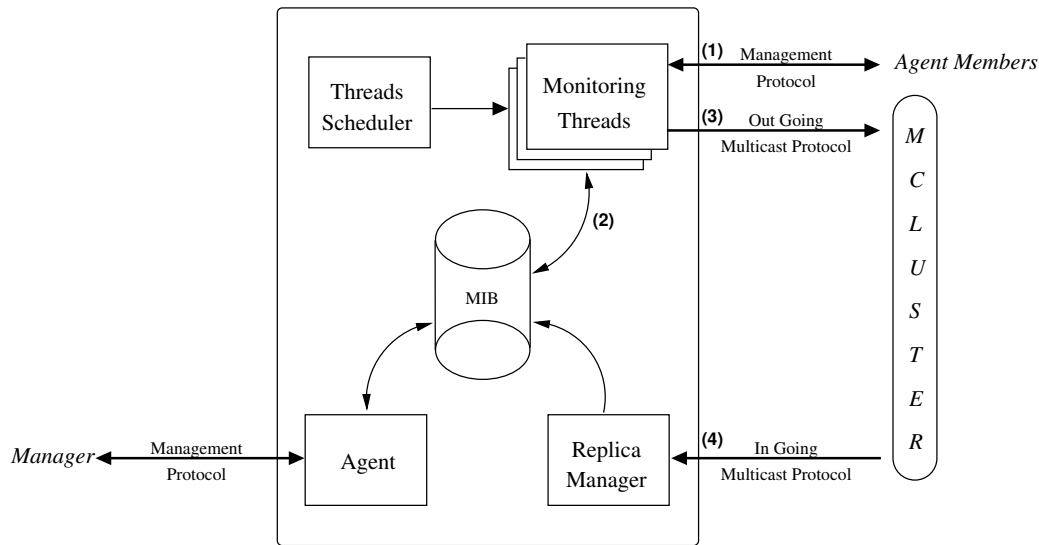 (1)
Management
Protocol
Agent Members
Threads
Scheduler
Monitoring
Threads
(3)
Out Going
Multicast Protocol
(2)
MIB
M
C
L
U
S
T
E
R
Manager
Management
Protocol
Agent
Replica
Manager
(4)
In Going
Multicast Protocol